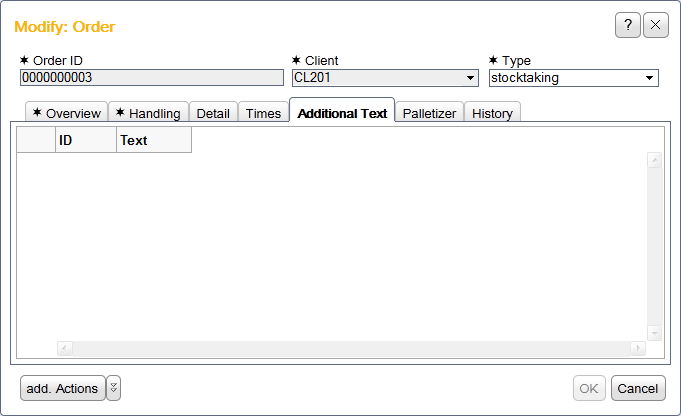 Modify: Order
?
✶ Order ID ✶ Client ✶ Type
0000000003 CL201 stocktaking
✶ Overview ✶ Handling Detail Times Additional Text Palletizer History
ID Text
add. Actions OK Cancel